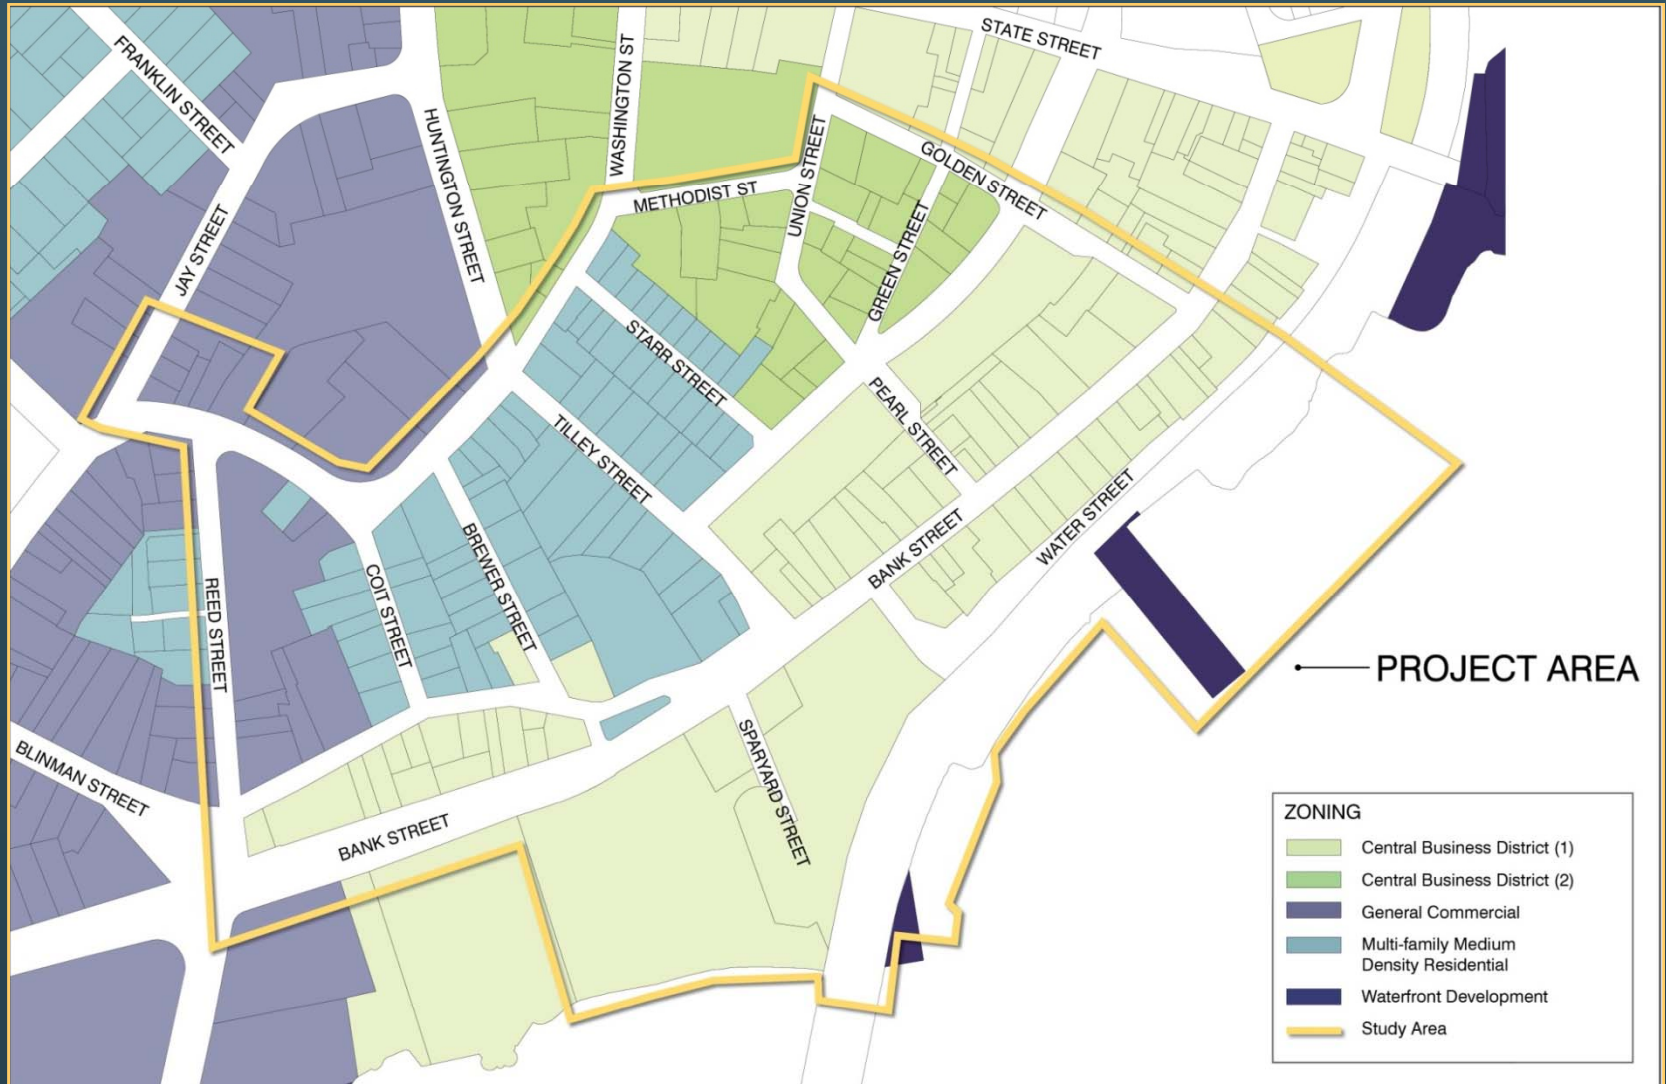 STATE STREET
FRANKLIN STREET
WASHINGTON ST
HUNTINGTON STREET
UNION STREET
GOLDEN STREET
METHODIST ST
JAY STREET
GREEN STREET
STARR STREET
PEARL STREET
TILLEY STREET
WATER STREET
BANK STREET
BREWER STREET
COIT STREET
REED STREET
PROJECT AREA
SPARYARD STREET
BLINMAN STREET
BANK STREET
ZONING
Central Business District (1)
Central Business District (2)
General Commercial
Multi-family Medium
Density Residential
Waterfront Development
Study Area